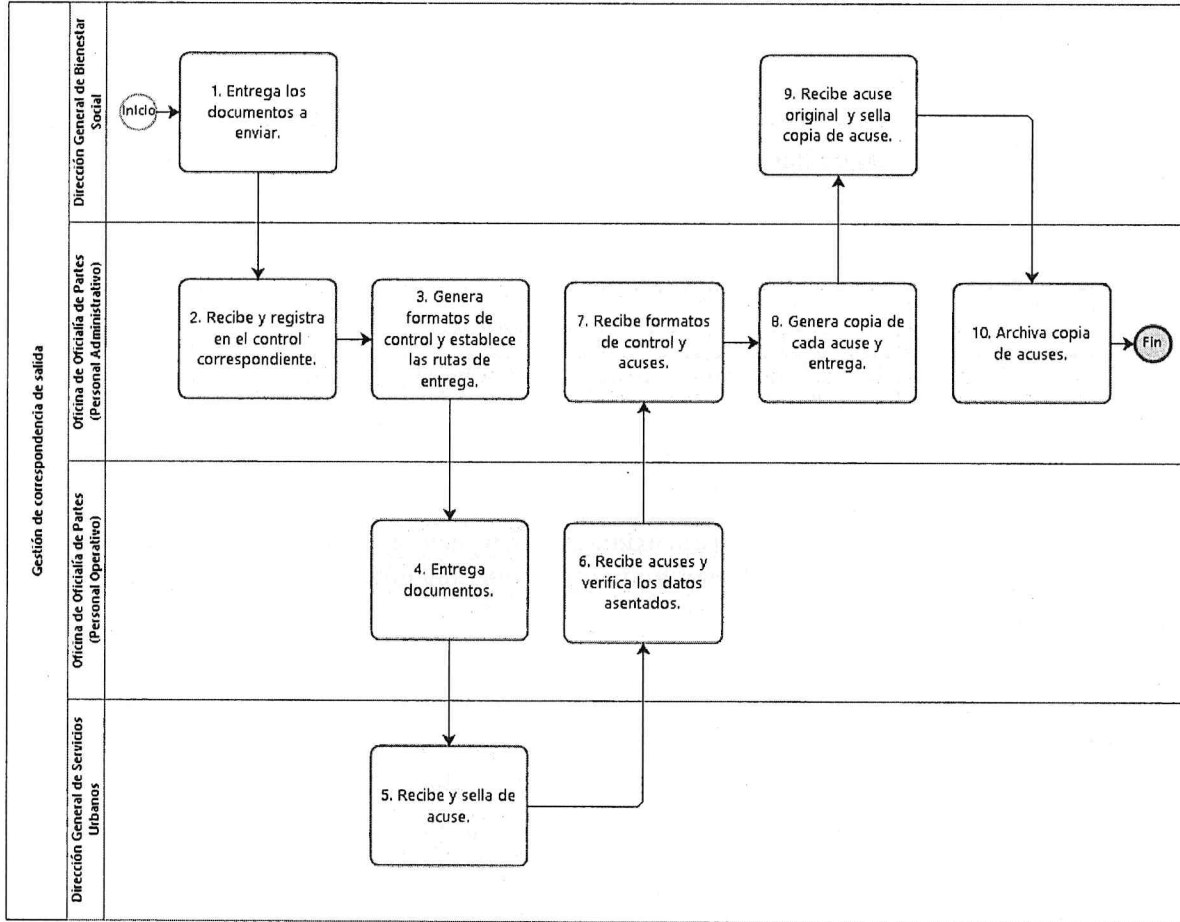 Gestión de correspondencia de salida
Dirección General de Bienestar
Social
Inicio
1. Entrega los
documentos a
enviar.
9. Recibe acuse
original y sella
copia de acuse.
Oficina de Oficialía de Partes
(Personal Administrativo)
2. Recibe y registra
en el control
correspondiente.
3. Genera
formatos de
control y establece
las rutas de
entrega.
7. Recibe formatos
de control y
acuses.
8. Genera copia de
cada acuse y
entrega.
10. Archiva copia
de acuses.
Fin
Oficina de Oficialía de Partes
(Personal Operativo)
4. Entrega
documentos.
6. Recibe acuses y
verifica los datos
asentados.
Dirección General de Servicios
Urbanos
5. Recibe y sella de
acuse.